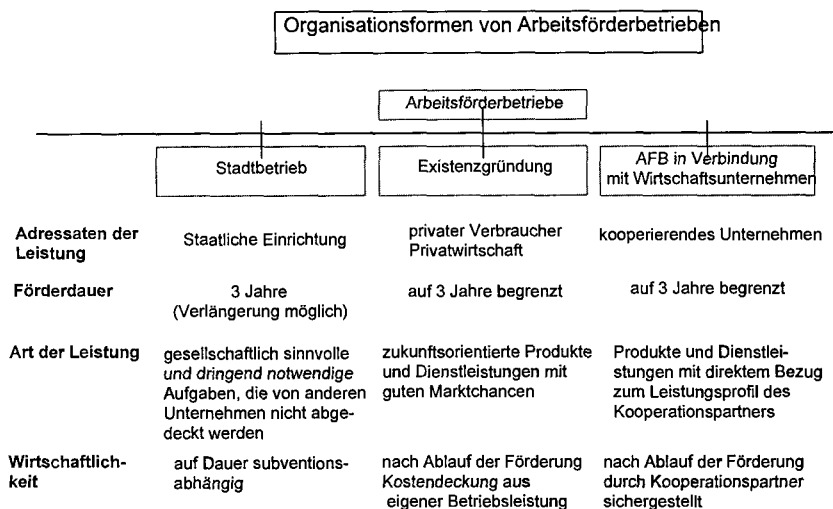 Organisationsformen von Arbeitsförderbetrieben
Arbeitsförderbetriebe
Stadtbetrieb
Existenzgründung
AFB in Verbindung
mit Wirtschaftsunternehmen
Adressaten der
Leistung
Staatliche Einrichtung
privater Verbraucher
Privatwirtschaft
kooperierendes Unternehmen
Förderdauer
3 Jahre
(Verlängerung möglich)
auf 3 Jahre begrenzt
auf 3 Jahre begrenzt
Art der Leistung
gesellschaftlich sinnvolle
und dringend notwendige
Aufgaben, die von anderen
Unternehmen nicht abge-
deckt werden
zukunftsorientierte Produkte
und Dienstleistungen mit
guten Marktchancen
Produkte und Dienstlei-
stungen mit direktem Bezug
zum Leistungsprofil des
Kooperationspartners
Wirtschaftlich-
keit
auf Dauer subventions-
abhängig
nach Ablauf der Förderung
Kostendeckung aus
eigener Betriebsleistung
nach Ablauf der Förderung
durch Kooperationspartner
sichergestellt